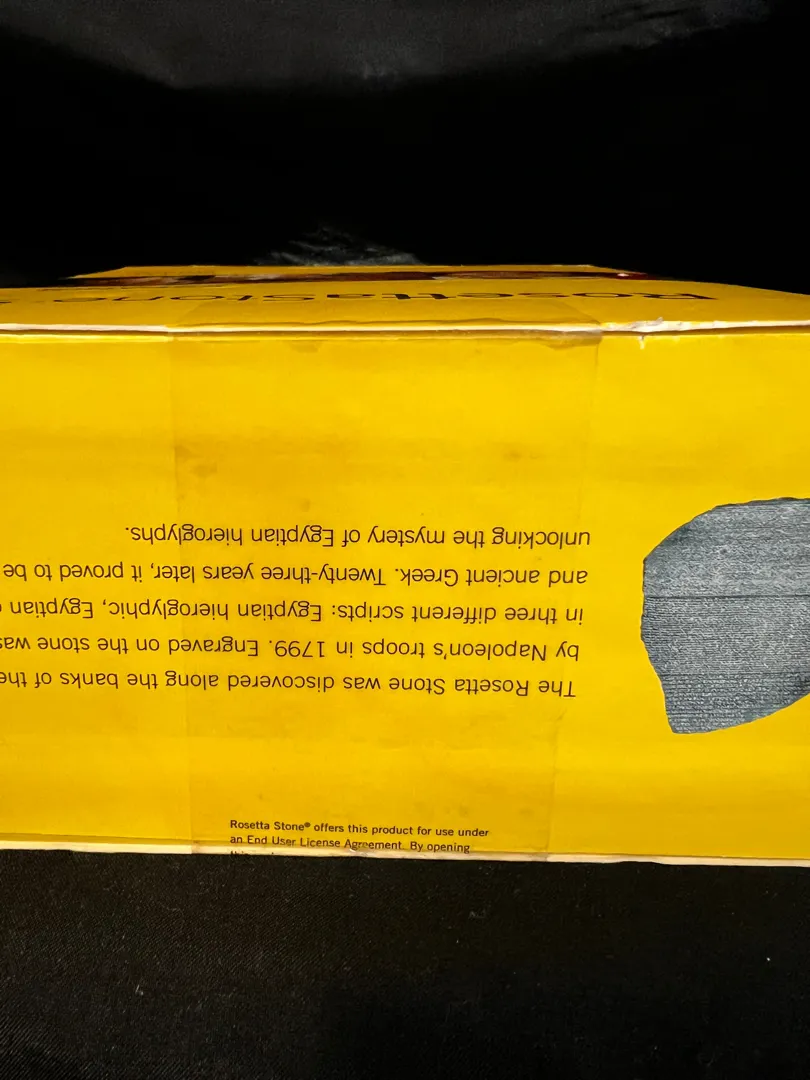 The Rosetta Stone was discovered along the banks of the
by Napoleon's troops in 1799. Engraved on the stone was
in three different scripts: Egyptian hieroglyphic, Egyptian
and ancient Greek. Twenty-three years later, it proved to be
unlocking the mystery of Egyptian hieroglyphs.
RosettaStone
Rosetta Stone® offers this product for use under
an End User License Agreement. By opening